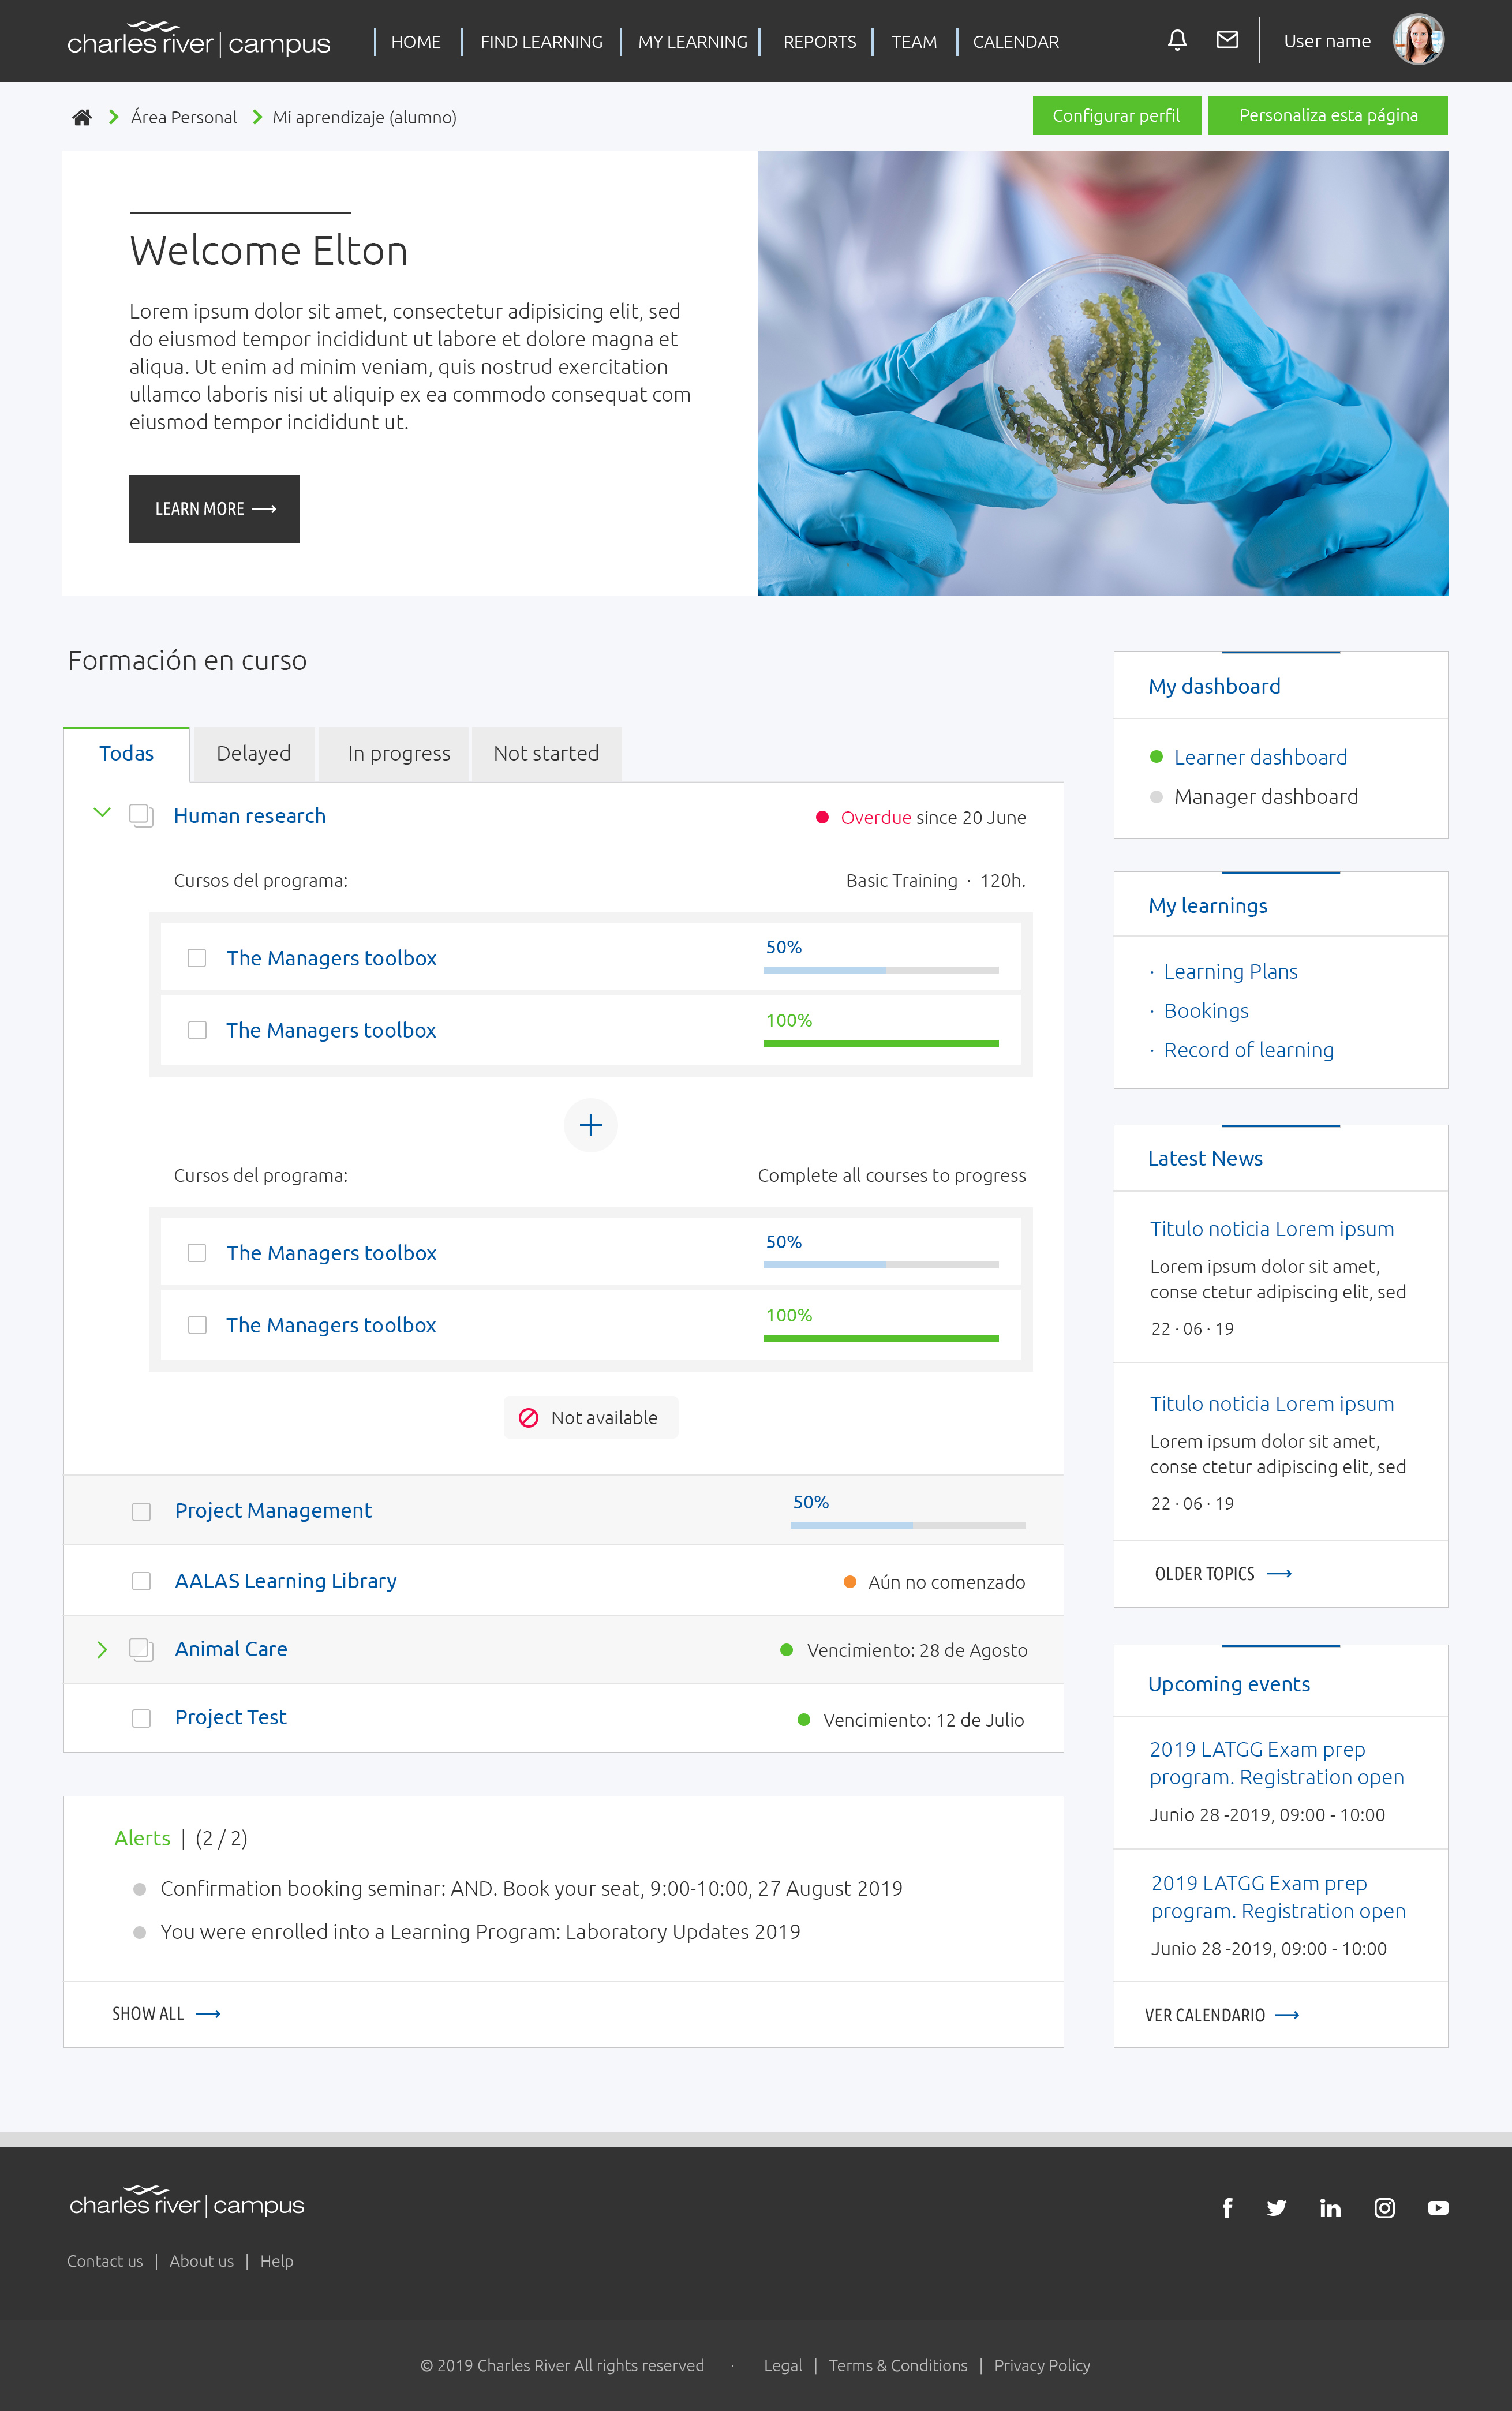 charles river | campus
HOME
FIND LEARNING
MY LEARNING
REPORTS
TEAM
CALENDAR
User name
Área Personal
Mi aprendizaje (alumno)
Configurar perfil
Personaliza esta página
Welcome Elton
Lorem ipsum dolor sit amet, consectetur adipisicing elit, sed
do eiusmod tempor incididunt ut labore et dolore magna et
aliqua. Ut enim ad minim veniam, quis nostrud exercitation
ullamco laboris nisi ut aliquip ex ea commodo consequat com
eiusmod tempor incididunt ut.
LEARN MORE
Formación en curso
Todas
Delayed
In progress
Not started
Human research
Overdue since 20 June
Cursos del programa:
Basic Training · 120h.
The Managers toolbox
50%
The Managers toolbox
100%
Cursos del programa:
Complete all courses to progress
The Managers toolbox
50%
The Managers toolbox
100%
Not available
Project Management
50%
AALAS Learning Library
Aún no comenzado
Animal Care
Vencimiento: 28 de Agosto
Project Test
Vencimiento: 12 de Julio
Alerts | (2 / 2)
Confirmation booking seminar: AND. Book your seat, 9:00-10:00, 27 August 2019
You were enrolled into a Learning Program: Laboratory Updates 2019
SHOW ALL
My dashboard
Learner dashboard
Manager dashboard
My learnings
· Learning Plans
· Bookings
· Record of learning
Latest News
Titulo noticia Lorem ipsum
Lorem ipsum dolor sit amet,
conse ctetur adipiscing elit, sed
22 · 06 · 19
Titulo noticia Lorem ipsum
Lorem ipsum dolor sit amet,
conse ctetur adipiscing elit, sed
22 · 06 · 19
OLDER TOPICS
Upcoming events
2019 LATGG Exam prep
program. Registration open
Junio 28 -2019, 09:00 - 10:00
2019 LATGG Exam prep
program. Registration open
Junio 28 -2019, 09:00 - 10:00
VER CALENDARIO
charles river | campus
Contact us | About us | Help
© 2019 Charles River All rights reserved · Legal | Terms & Conditions | Privacy Policy